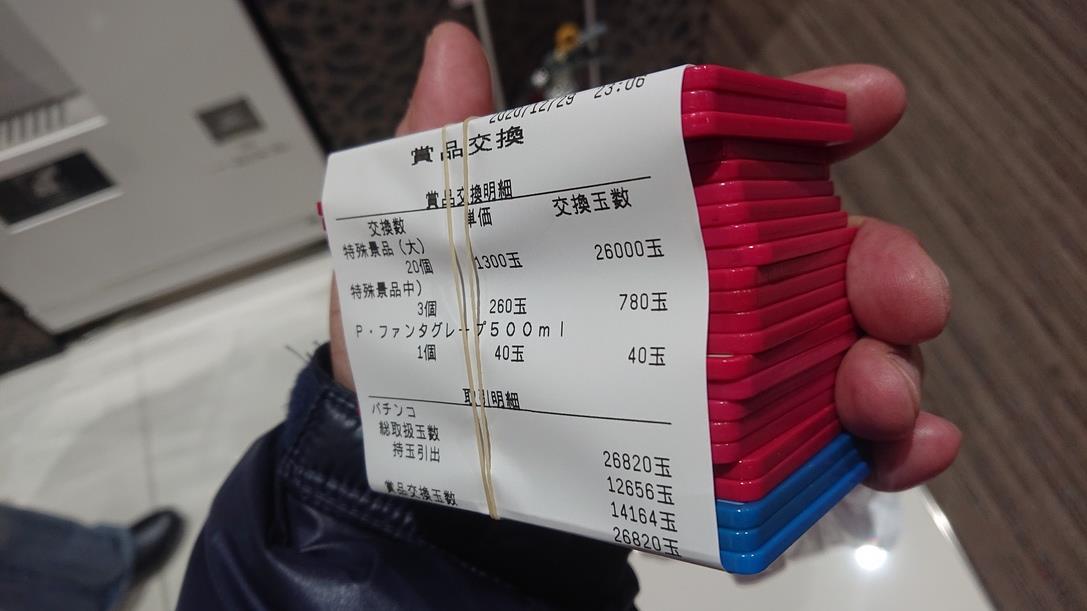 2020/12/29 23:06
賞品交換
賞品交換明細
交換数 単価 交換玉数
特殊景品(大)
20個 1300玉 26000玉
特殊景品中)
3個 260玉 780玉
P・ファンタグレープ500ml
1個 40玉 40玉
取引明細
パチンコ
総取扱玉数 26820玉
持玉引出 12656玉
14164玉
賞品交換玉数 26820玉